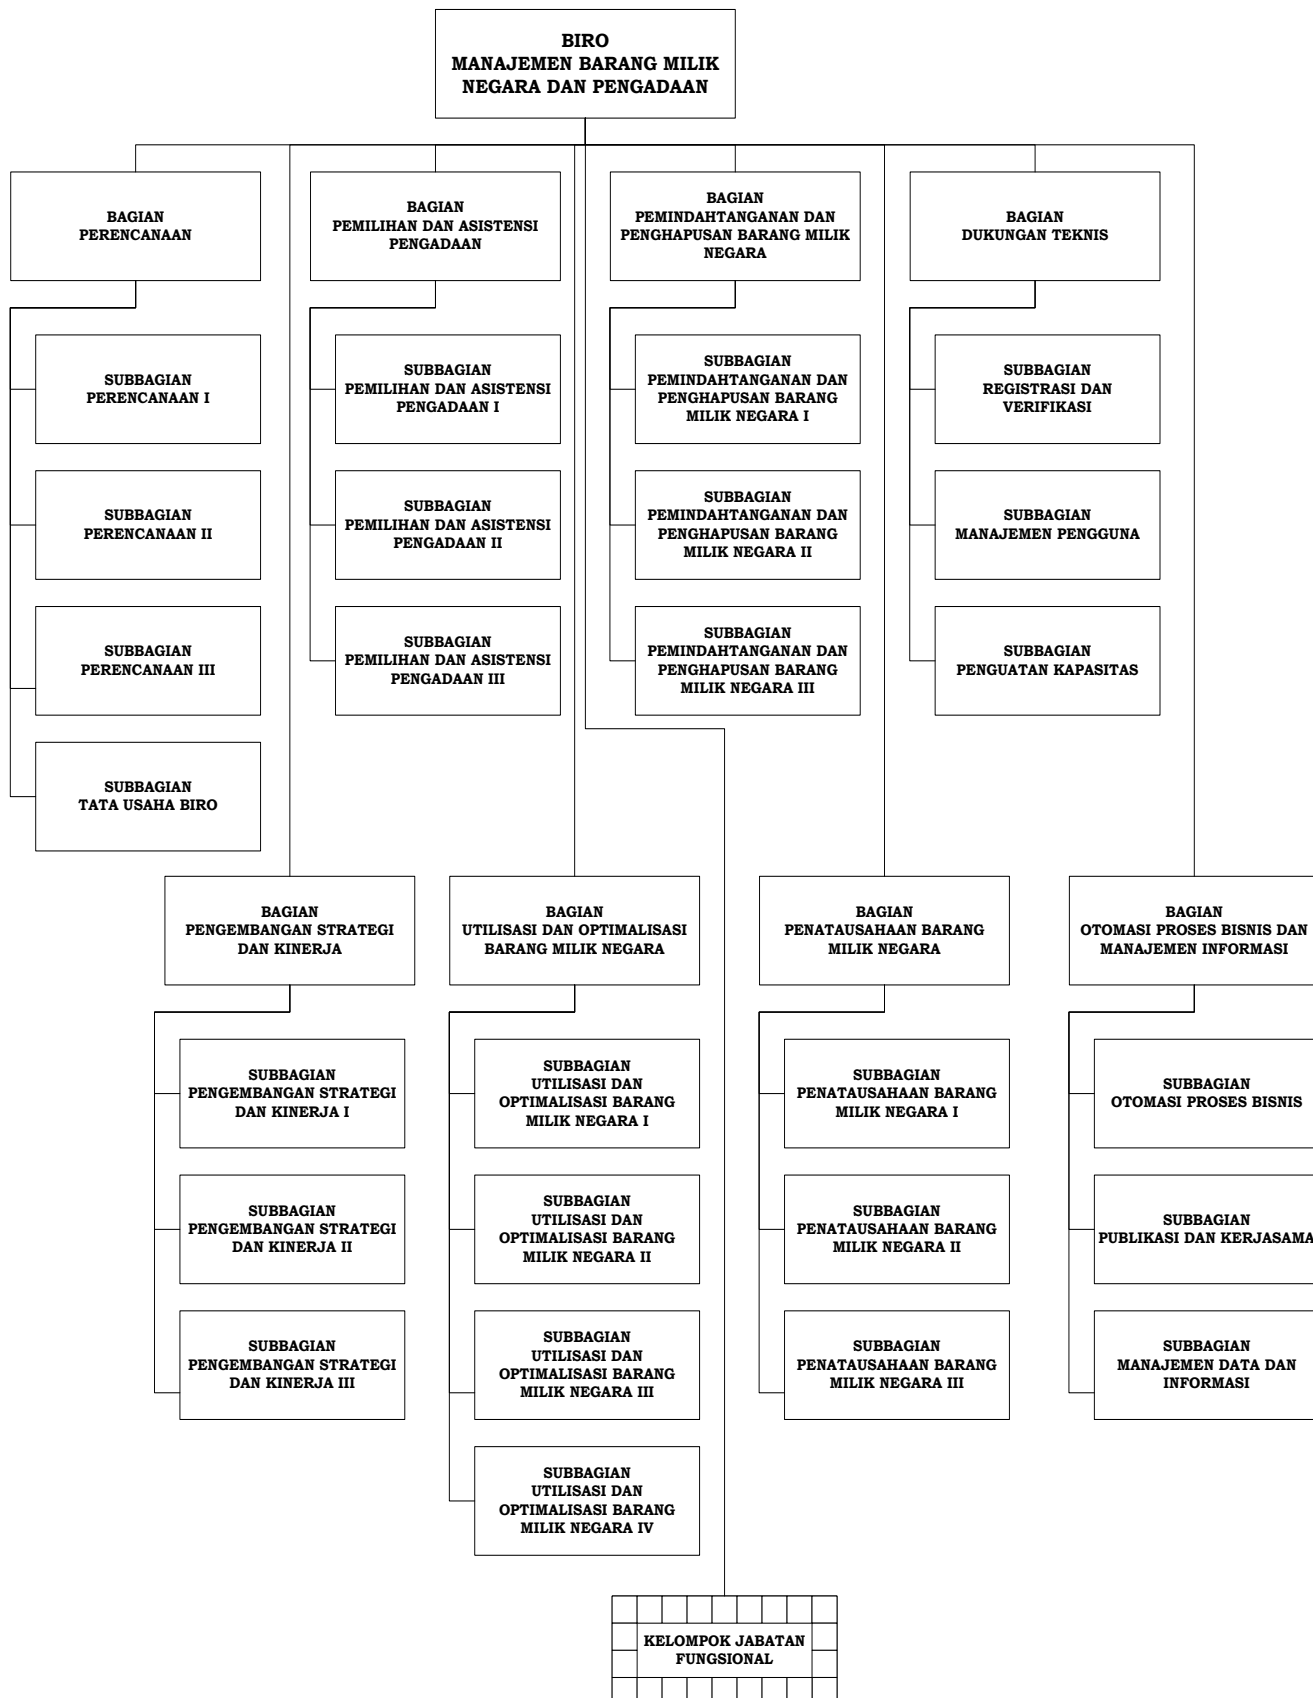 BIRO
MANAJEMEN BARANG MILIK
NEGARA DAN PENGADAAN
BAGIAN
PERENCANAAN
BAGIAN
PEMILIHAN DAN ASISTENSI
PENGADAAN
BAGIAN
PEMINDAHTANGANAN DAN
PENGHAPUSAN BARANG MILIK
NEGARA
BAGIAN
DUKUNGAN TEKNIS
SUBBAGIAN
PERENCANAAN I
SUBBAGIAN
PEMILIHAN DAN ASISTENSI
PENGADAAN I
SUBBAGIAN
PEMINDAHTANGANAN DAN
PENGHAPUSAN BARANG
MILIK NEGARA I
SUBBAGIAN
REGISTRASI DAN
VERIFIKASI
SUBBAGIAN
PERENCANAAN II
SUBBAGIAN
PEMILIHAN DAN ASISTENSI
PENGADAAN II
SUBBAGIAN
PEMINDAHTANGANAN DAN
PENGHAPUSAN BARANG
MILIK NEGARA II
SUBBAGIAN
MANAJEMEN PENGGUNA
SUBBAGIAN
PERENCANAAN III
SUBBAGIAN
PEMILIHAN DAN ASISTENSI
PENGADAAN III
SUBBAGIAN
PEMINDAHTANGANAN DAN
PENGHAPUSAN BARANG
MILIK NEGARA III
SUBBAGIAN
PENGUATAN KAPASITAS
SUBBAGIAN
TATA USAHA BIRO
BAGIAN
PENGEMBANGAN STRATEGI
DAN KINERJA
BAGIAN
UTILISASI DAN OPTIMALISASI
BARANG MILIK NEGARA
BAGIAN
PENATAUSAHAAN BARANG
MILIK NEGARA
BAGIAN
OTOMASI PROSES BISNIS DAN
MANAJEMEN INFORMASI
SUBBAGIAN
PENGEMBANGAN STRATEGI
DAN KINERJA I
SUBBAGIAN
UTILISASI DAN
OPTIMALISASI BARANG
MILIK NEGARA I
SUBBAGIAN
PENATAUSAHAAN BARANG
MILIK NEGARA I
SUBBAGIAN
OTOMASI PROSES BISNIS
SUBBAGIAN
PENGEMBANGAN STRATEGI
DAN KINERJA II
SUBBAGIAN
UTILISASI DAN
OPTIMALISASI BARANG
MILIK NEGARA II
SUBBAGIAN
PENATAUSAHAAN BARANG
MILIK NEGARA II
SUBBAGIAN
PUBLIKASI DAN KERJASAMA
SUBBAGIAN
PENGEMBANGAN STRATEGI
DAN KINERJA III
SUBBAGIAN
UTILISASI DAN
OPTIMALISASI BARANG
MILIK NEGARA III
SUBBAGIAN
PENATAUSAHAAN BARANG
MILIK NEGARA III
SUBBAGIAN
MANAJEMEN DATA DAN
INFORMASI
SUBBAGIAN
UTILISASI DAN
OPTIMALISASI BARANG
MILIK NEGARA IV
KELOMPOK JABATAN
FUNGSIONAL